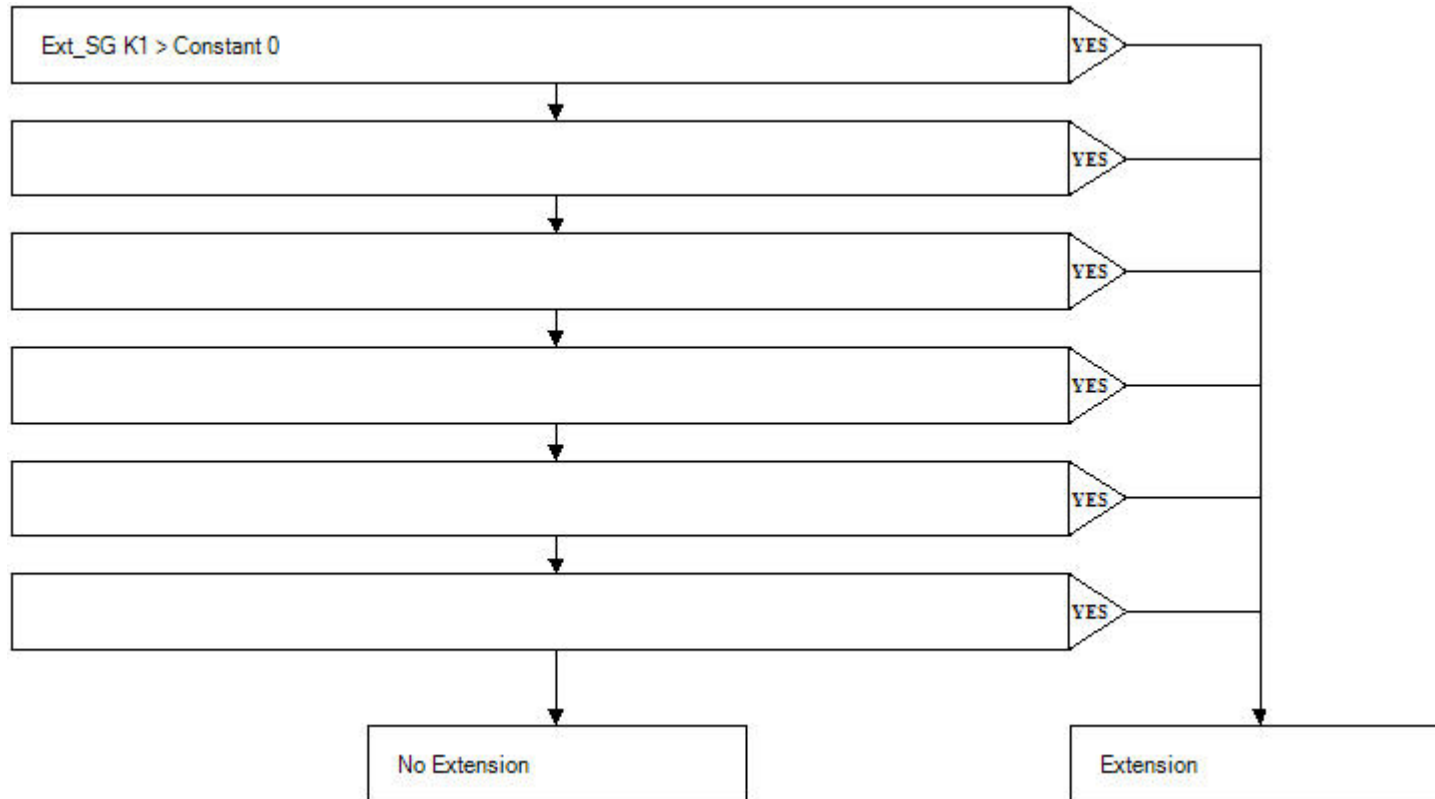 Ext_SG K1 > Constant 0
YES
YES
YES
YES
YES
YES
No Extension
Extension